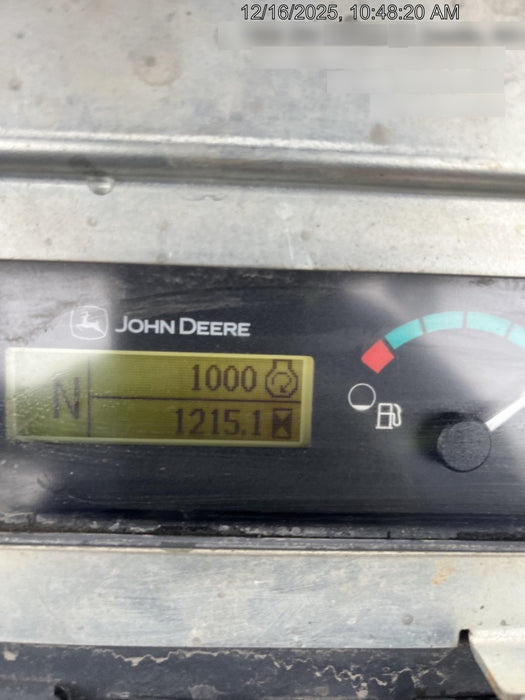 12/16/2025, 10:48:20 AM
JOHN DEERE
N
1000
1215.1